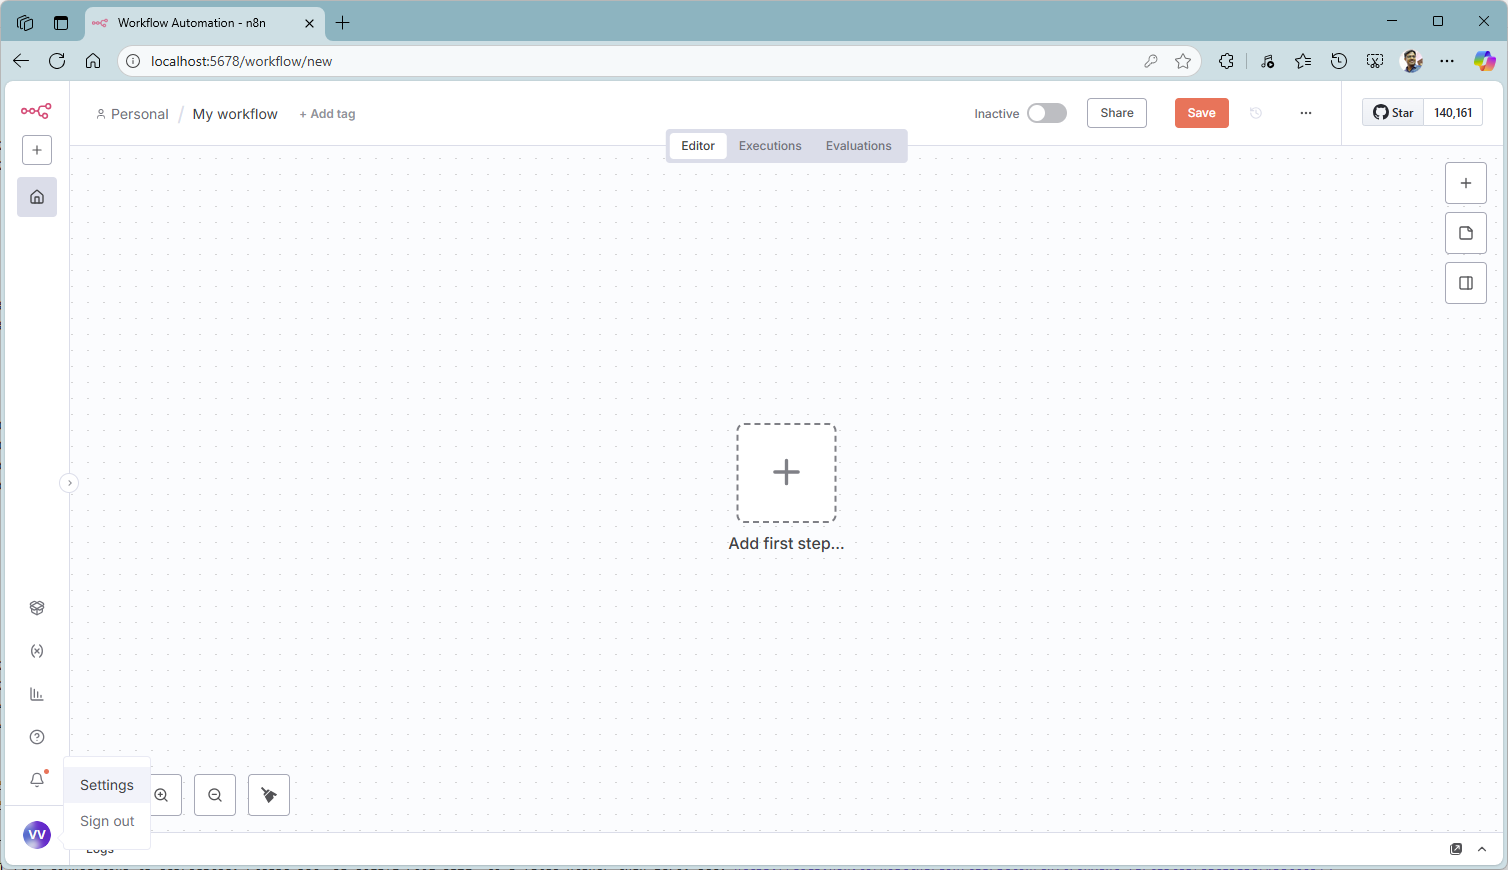 Workflow Automation - n8n
localhost:5678/workflow/new
Personal / My workflow + Add tag
Inactive
Share
Save
Star 140,161
Editor Executions Evaluations
Add first step...
Settings
Sign out
VV
Logs